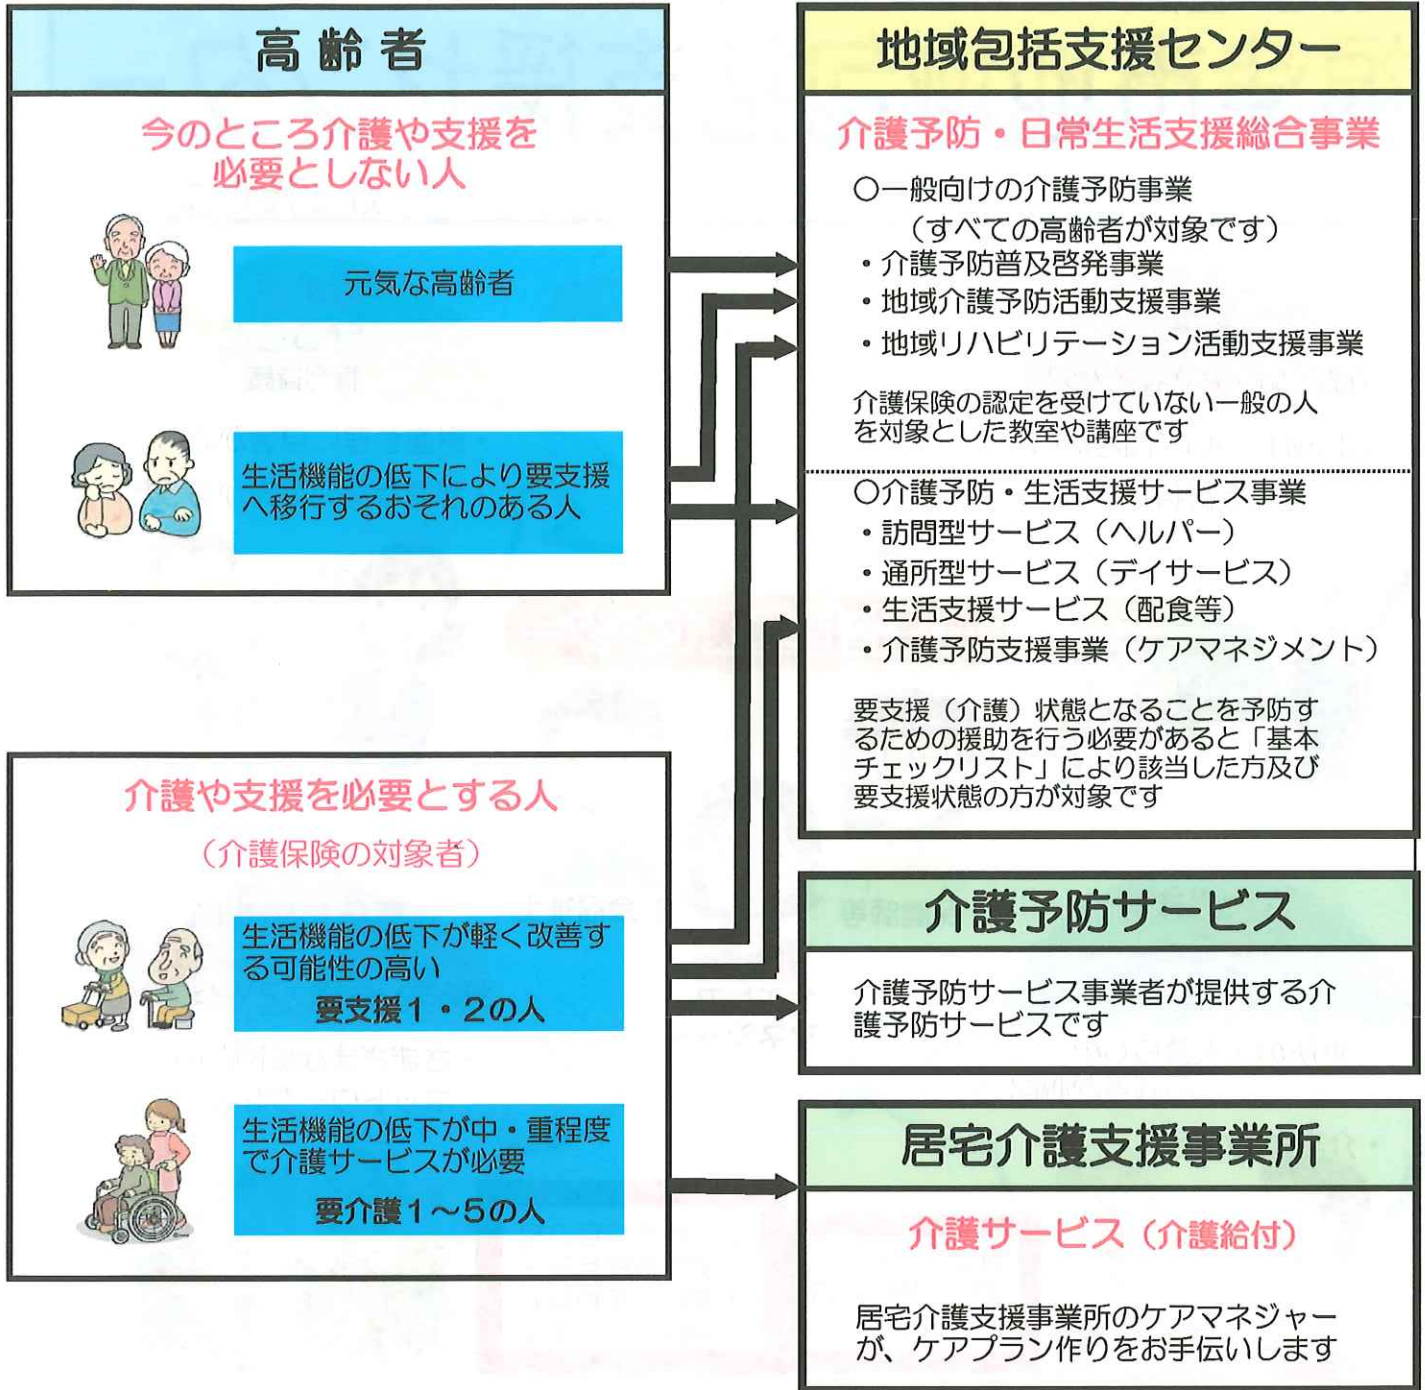 高齢者
今のところ介護や支援を
必要としない人
元気な高齢者
生活機能の低下により要支援
へ移行するおそれのある人
介護や支援を必要とする人
（介護保険の対象者）
生活機能の低下が軽く改善す
る可能性の高い
要支援１・２の人
生活機能の低下が中・重程度
で介護サービスが必要
要介護１～５の人
地域包括支援センター
介護予防・日常生活支援総合事業
〇一般向けの介護予防事業
（すべての高齢者が対象です）
・介護予防普及啓発事業
・地域介護予防活動支援事業
・地域リハビリテーション活動支援事業
介護保険の認定を受けていない一般の人
を対象とした教室や講座です
〇介護予防・生活支援サービス事業
・訪問型サービス（ヘルパー）
・通所型サービス（デイサービス）
・生活支援サービス（配食等）
・介護予防支援事業（ケアマネジメント）
要支援（介護）状態となることを予防す
るための援助を行う必要があると「基本
チェックリスト」により該当した方及び
要支援状態の方が対象です
介護予防サービス
介護予防サービス事業者が提供する介
護予防サービスです
居宅介護支援事業所
介護サービス（介護給付）
居宅介護支援事業所のケアマネジャー
が、ケアプラン作りをお手伝いします